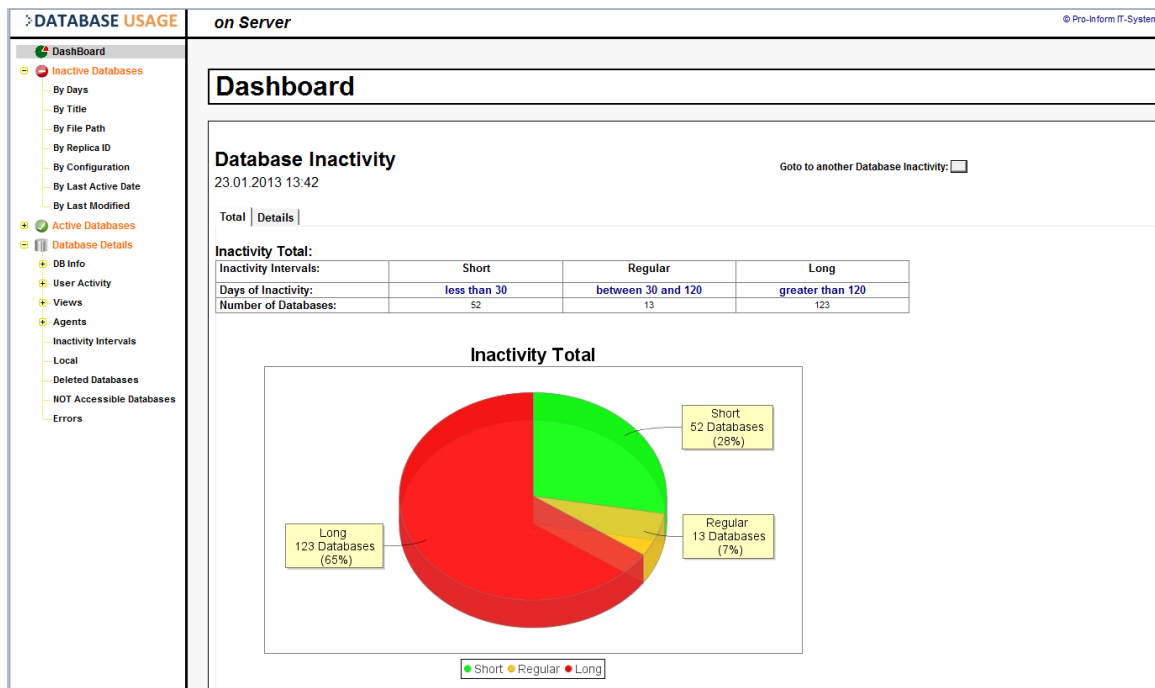 DATABASE USAGE
on Server
© Pro-Inform IT-System
DashBoard
Inactive Databases
By Days
By Title
By File Path
By Replica ID
By Configuration
By Last Active Date
By Last Modified
Active Databases
Database Details
DB Info
User Activity
Views
Agents
Inactivity Intervals
Local
Deleted Databases
NOT Accessible Databases
Errors
Dashboard
Database Inactivity
Goto to another Database Inactivity:
23.01.2013 13:42
Total Details
Inactivity Total:
Inactivity Intervals: Short Regular Long
Days of Inactivity: less than 30 between 30 and 120 greater than 120
Number of Databases: 52 13 123
Inactivity Total
Short
52 Databases
(28%)
Regular
13 Databases
(7%)
Long
123 Databases
(65%)
Short Regular Long